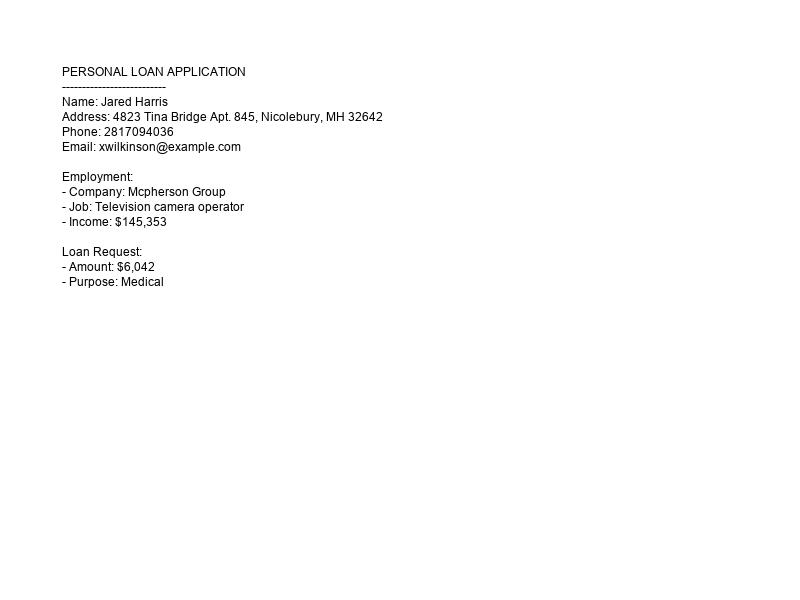 PERSONAL LOAN APPLICATION
--------------------------
Name: Jared Harris
Address: 4823 Tina Bridge Apt. 845, Nicolebury, MH 32642
Phone: 2817094036
Email: xwilkinson@example.com
Employment:
- Company: Mcpherson Group
- Job: Television camera operator
- Income: $145,353
Loan Request:
- Amount: $6,042
- Purpose: Medical